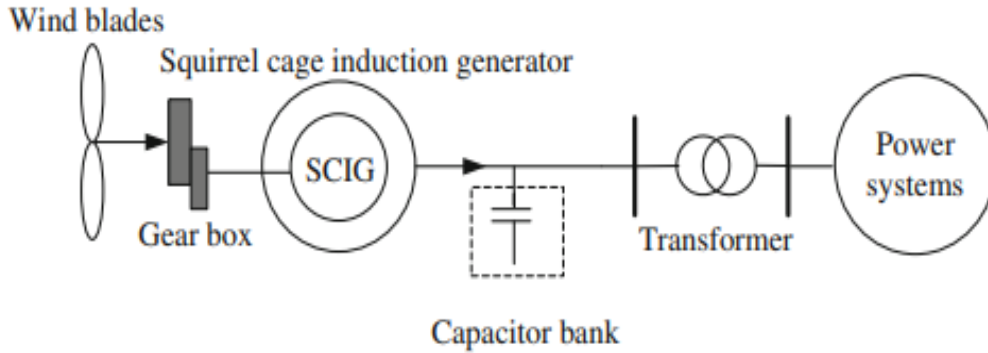 Wind blades
Squirrel cage induction generator
SCIG
Gear box
Capacitor bank
Transformer
Power
systems